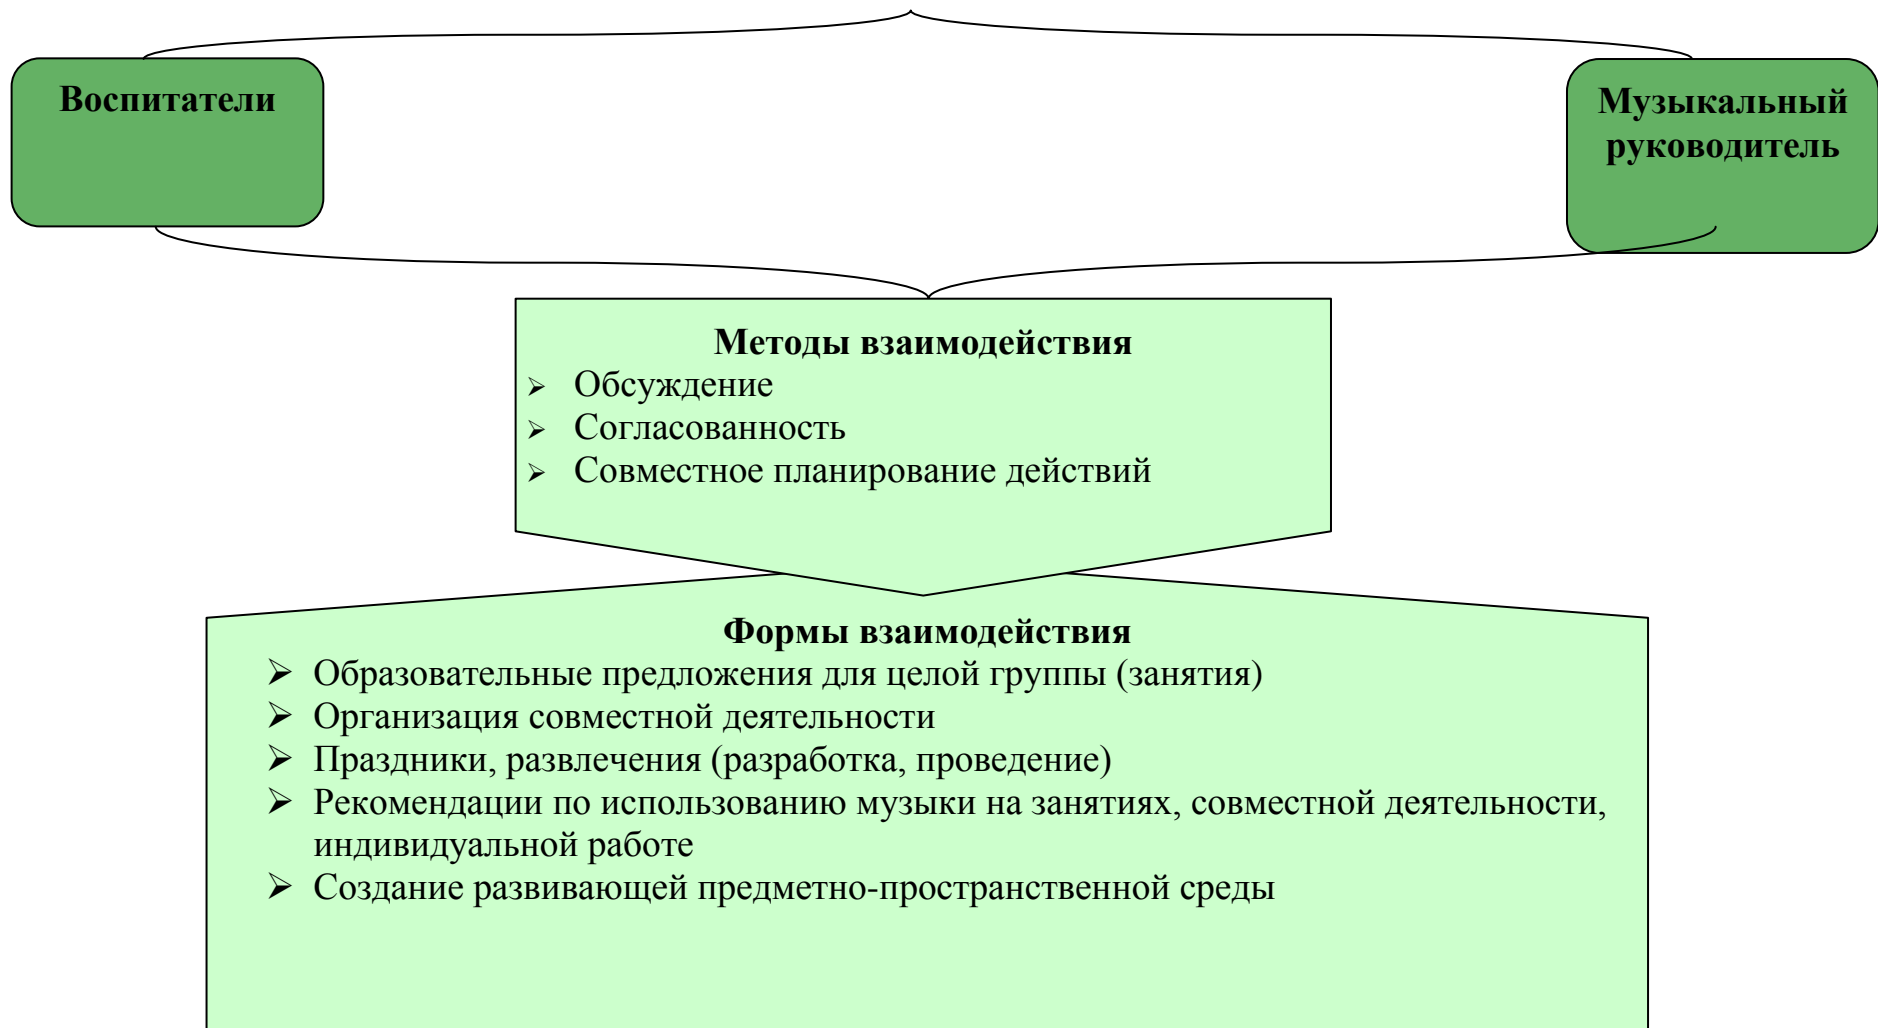 Воспитатели
Музыкальный
руководитель
Методы взаимодействия
➢ Обсуждение
➢ Согласованность
➢ Совместное планирование действий
Формы взаимодействия
➢ Образовательные предложения для целой группы (занятия)
➢ Организация совместной деятельности
➢ Праздники, развлечения (разработка, проведение)
➢ Рекомендации по использованию музыки на занятиях, совместной деятельности,
индивидуальной работе
➢ Создание развивающей предметно-пространственной среды